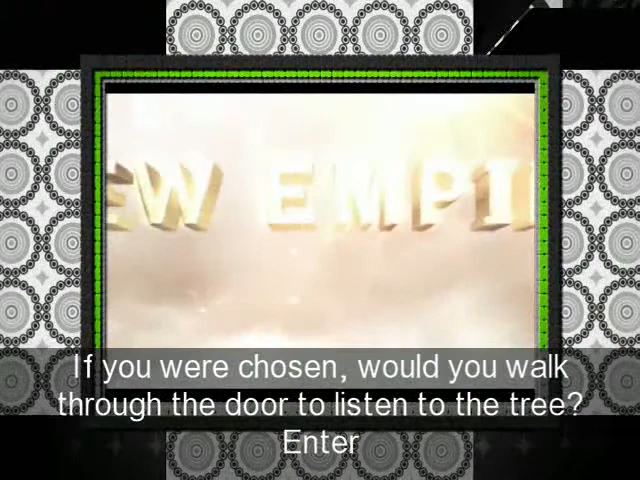 EW EMPI
If you were chosen, would you walk
through the door to listen to the tree?
Enter